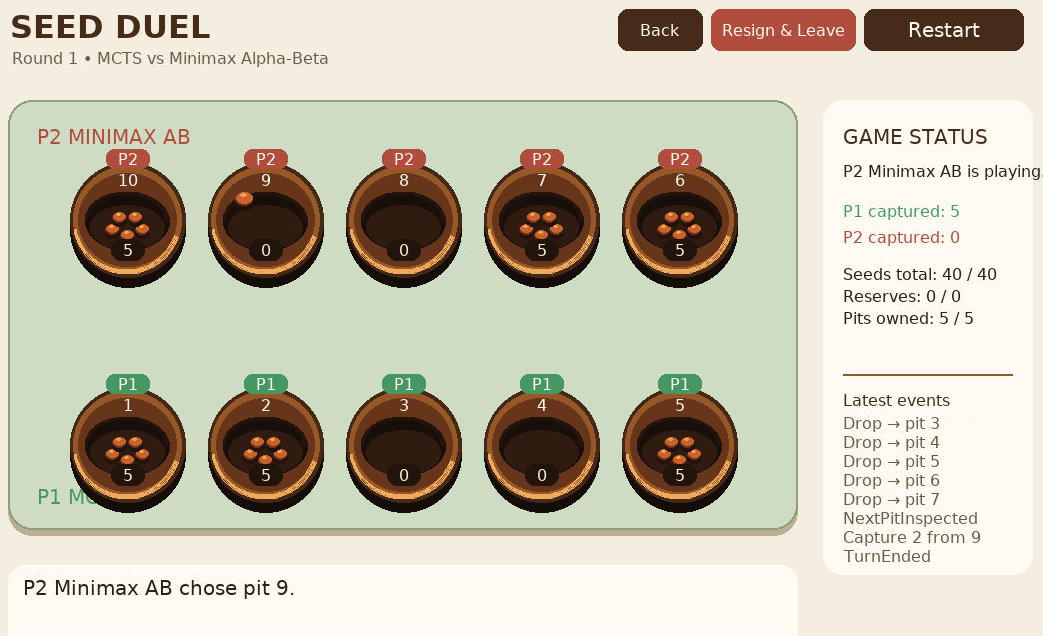 SEED DUEL
Round 1 • MCTS vs Minimax Alpha-Beta
Back
Resign & Leave
Restart
P2 MINIMAX AB
P2 P2 P2 P2 P2
10 9 8 7 6
5 0 0 5 5
P1 P1 P1 P1 P1
1 2 3 4 5
5 5 0 0 5
P1 MC
GAME STATUS
P2 Minimax AB is playing.
P1 captured: 5
P2 captured: 0
Seeds total: 40 / 40
Reserves: 0 / 0
Pits owned: 5 / 5
Latest events
Drop → pit 3
Drop → pit 4
Drop → pit 5
Drop → pit 6
Drop → pit 7
NextPitInspected
Capture 2 from 9
TurnEnded
P2 Minimax AB chose pit 9.